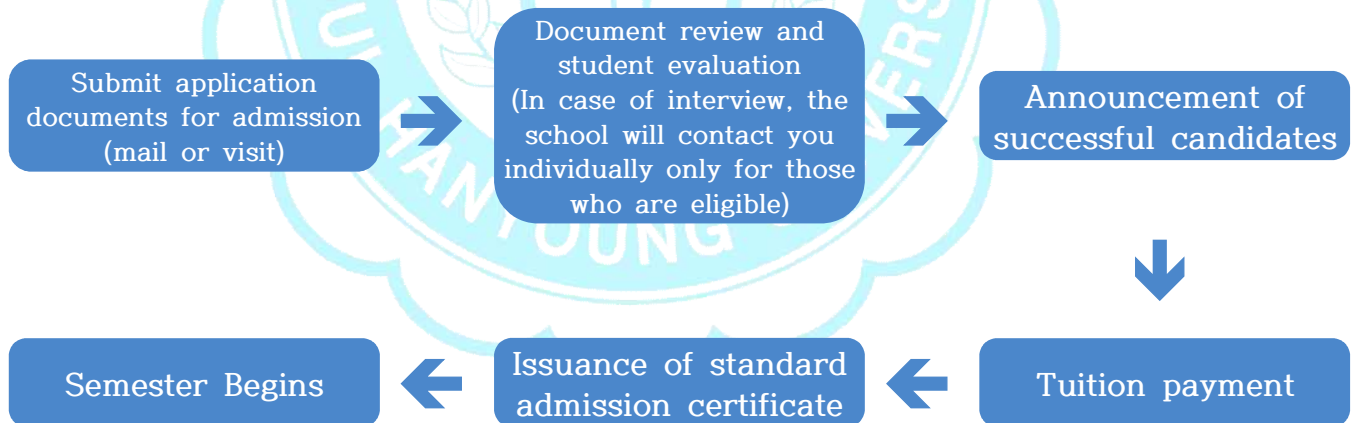 Submit application
documents for admission
(mail or visit)
Document review and
student evaluation
(In case of interview, the
school will contact you
individually only for those
who are eligible)
Announcement of
successful candidates
Tuition payment
Issuance of standard
admission certificate
Semester Begins
HANYOUNG